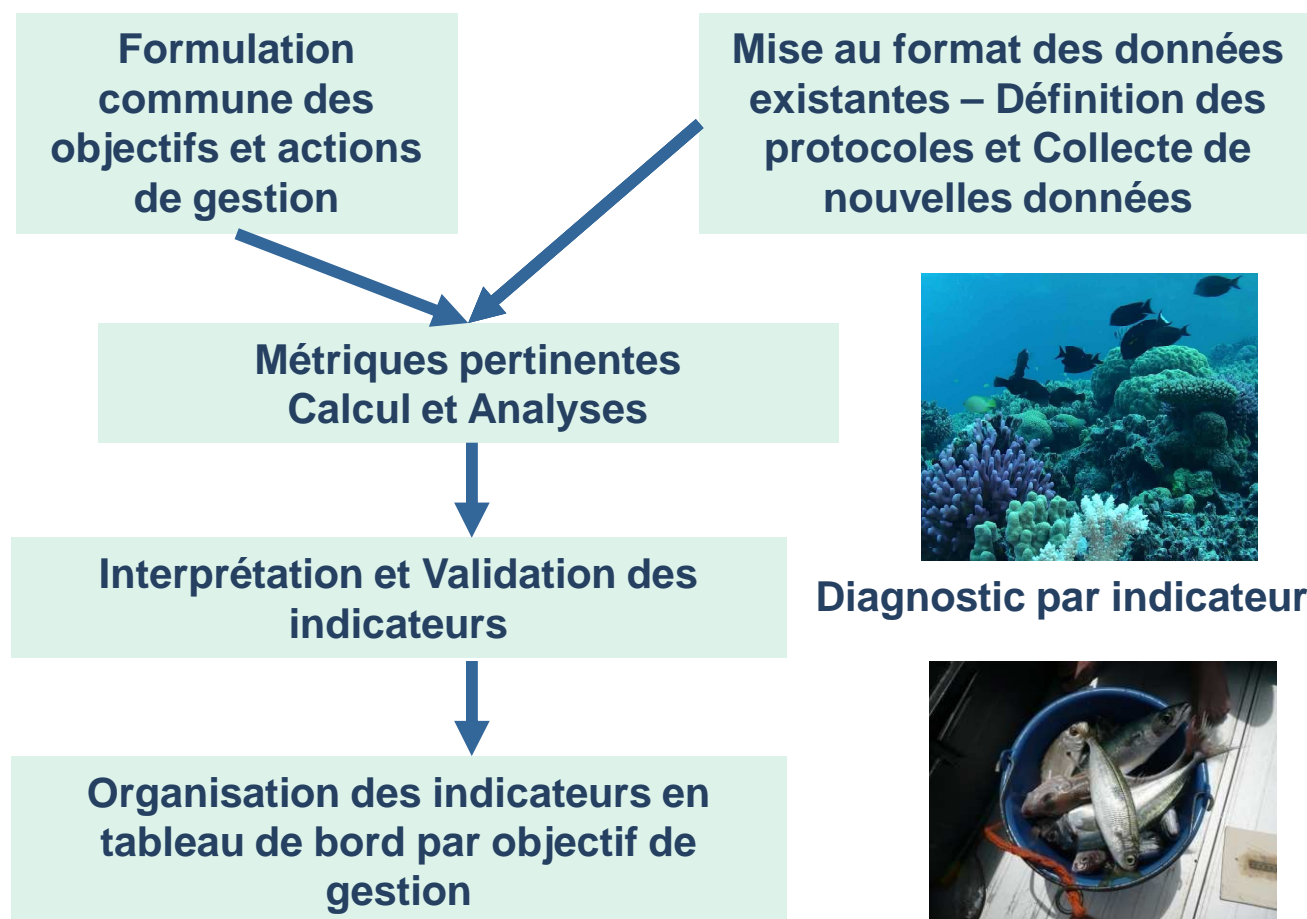 Formulation
commune des
objectifs et actions
de gestion
Mise au format des données
existantes – Définition des
protocoles et Collecte de
nouvelles données
Métriques pertinentes
Calcul et Analyses
Interprétation et Validation des
indicateurs
Diagnostic par indicateur
Organisation des indicateurs en
tableau de bord par objectif de
gestion